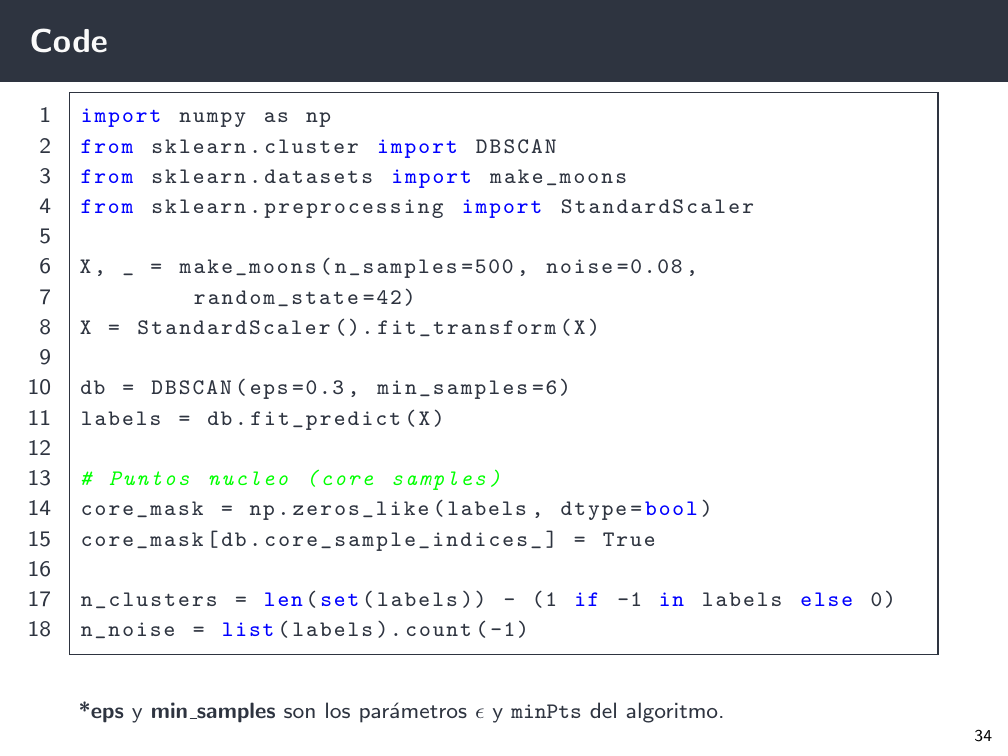 Code
1 import numpy as np
2 from sklearn.cluster import DBSCAN
3 from sklearn.datasets import make_moons
4 from sklearn.preprocessing import StandardScaler
5
6 X, _ = make_moons(n_samples=500, noise=0.08,
7         random_state=42)
8 X = StandardScaler().fit_transform(X)
9
10 db = DBSCAN(eps=0.3, min_samples=6)
11 labels = db.fit_predict(X)
12
13 # Puntos nucleo (core samples)
14 core_mask = np.zeros_like(labels, dtype=bool)
15 core_mask[db.core_sample_indices_] = True
16
17 n_clusters = len(set(labels)) - (1 if -1 in labels else 0)
18 n_noise = list(labels).count(-1)
*eps y min_samples son los parámetros ϵ y minPts del algoritmo.
34